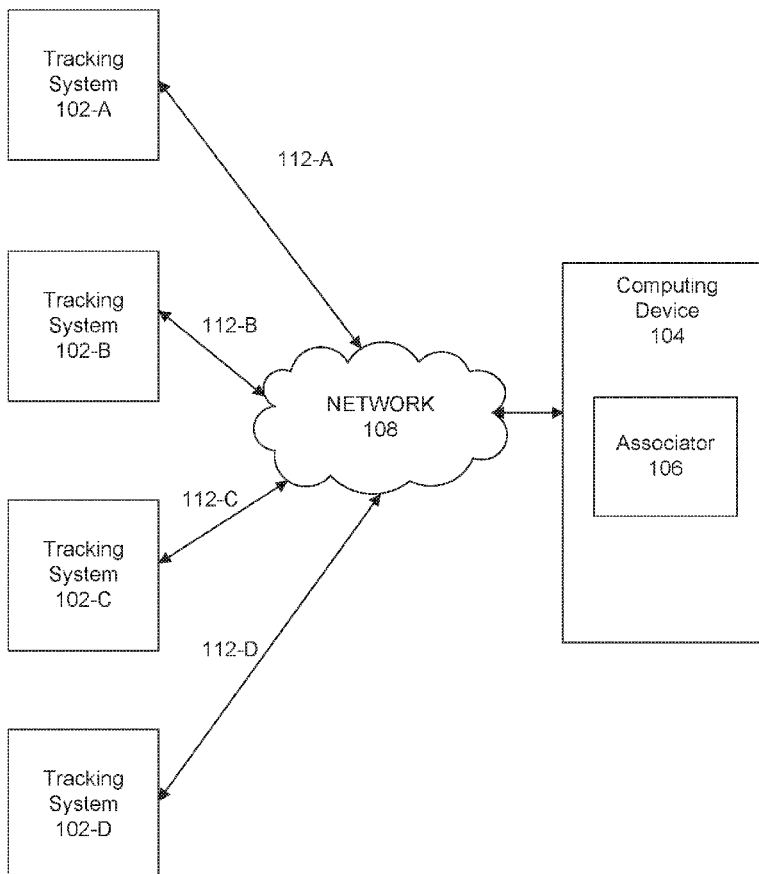 Tracking
System
102-A
112-A
Tracking
System
102-B
112-B
NETWORK
108
Computing
Device
104
Associator
106
112-C
Tracking
System
102-C
112-D
Tracking
System
102-D